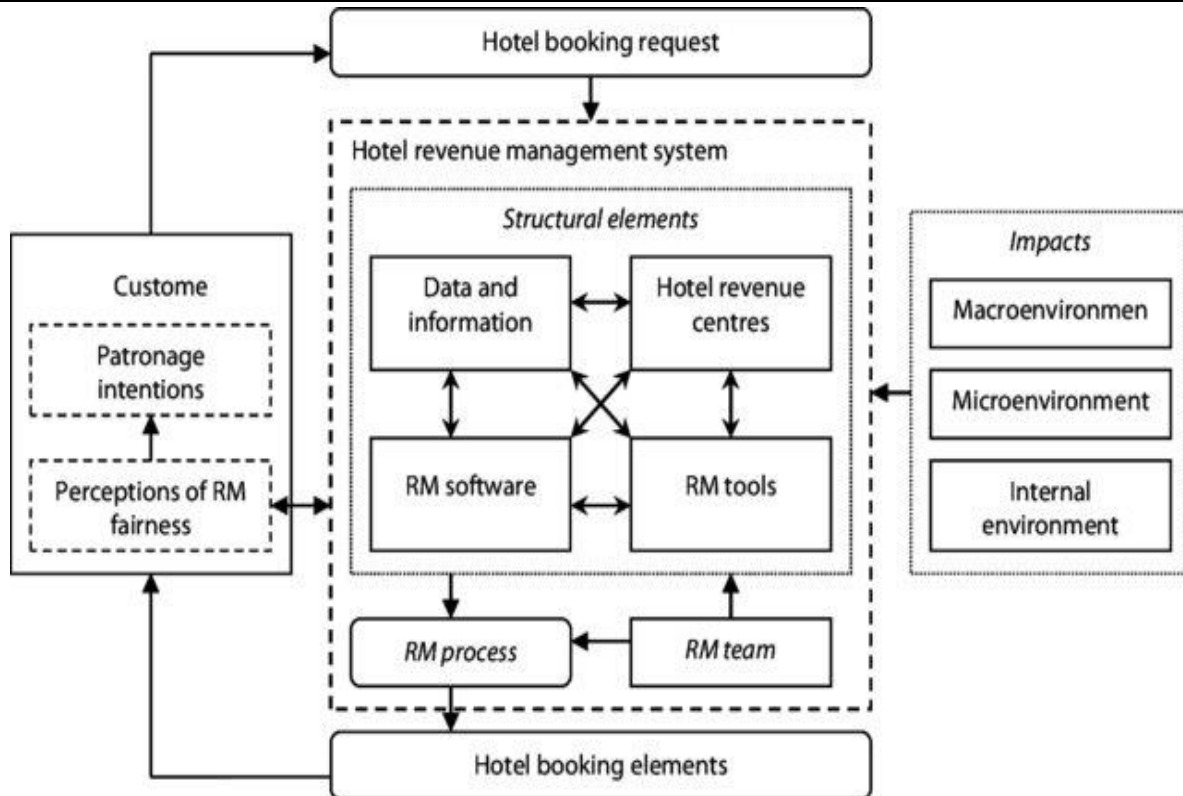 Hotel booking request
Hotel revenue management system
Structural elements
Data and
information
Hotel revenue
centres
RM software
RM tools
RM process
RM team
Hotel booking elements
Custome
Patronage
intentions
Perceptions of RM
fairness
Impacts
Macroenvironmen
Microenvironment
Internal
environment